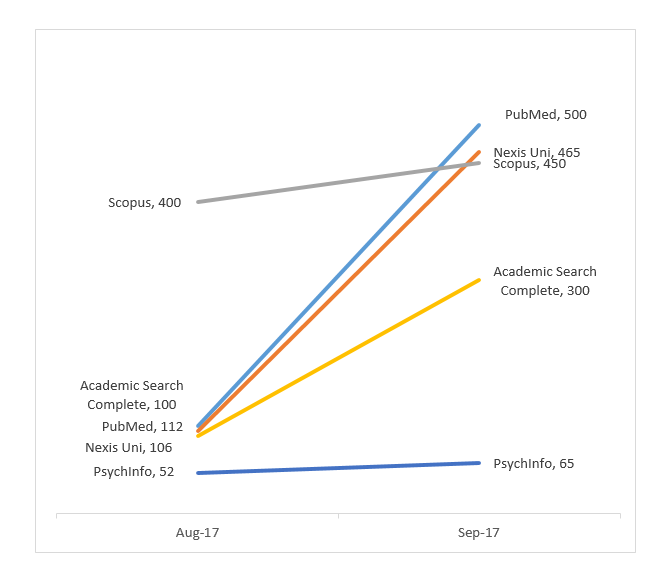 PubMed, 500
Nexis Uni, 465
Scopus, 450
Scopus, 400
Academic Search
Complete, 300
Academic Search
Complete, 100
PubMed, 112
Nexis Uni, 106
PsychInfo, 52
PsychInfo, 65
Aug-17
Sep-17